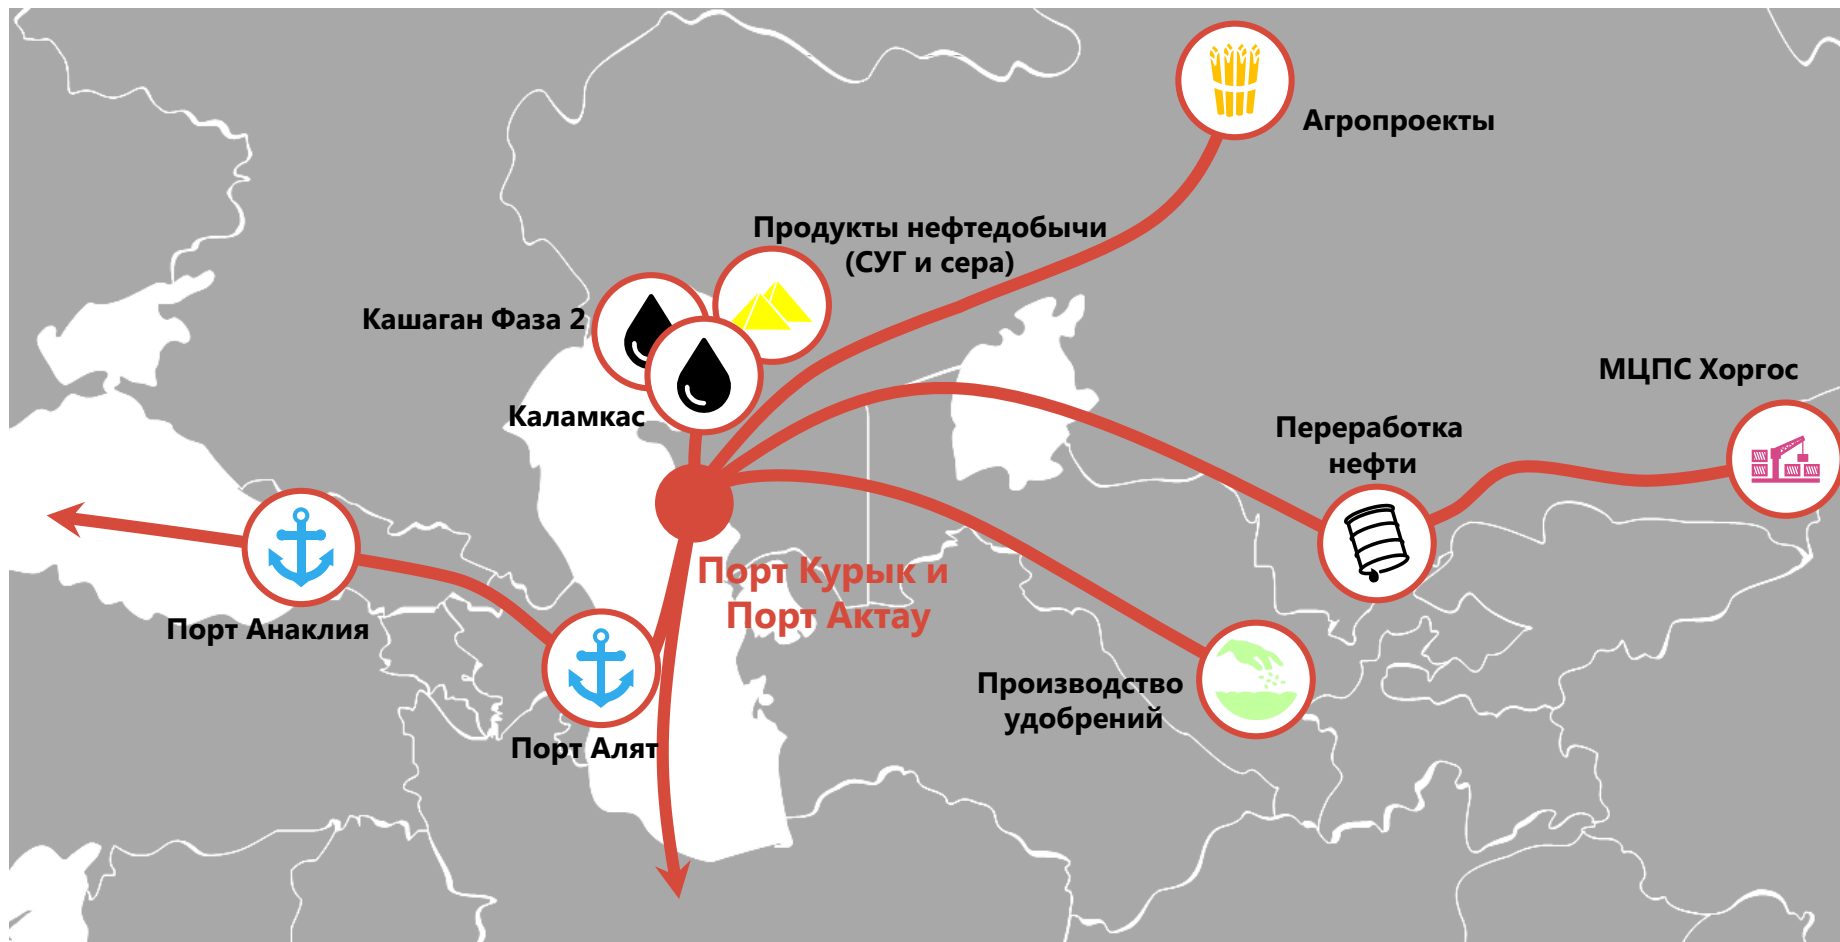 Агропроекты
Продукты нефтедобычи
(СУГ и сера)
Кашаган Фаза 2
МЦПС Хоргос
Каламкас
Переработка
нефти
Порт Курык и
Порт Актау
Порт Анаклия
Производство
удобрений
Порт Алят